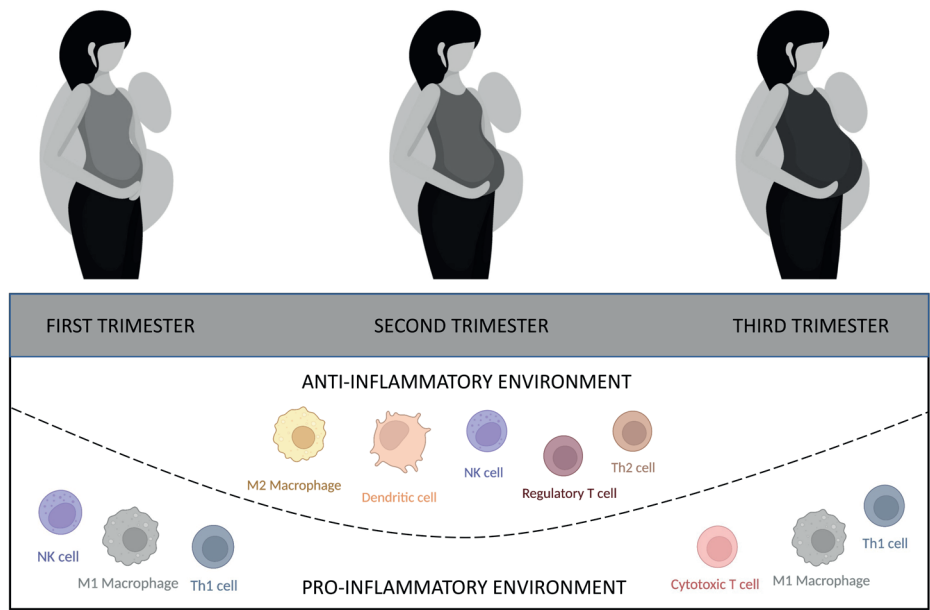 FIRST TRIMESTER
SECOND TRIMESTER
THIRD TRIMESTER
ANTI-INFLAMMATORY ENVIRONMENT
M2 Macrophage
Dendritic cell
NK cell
Regulatory T cell
Th2 cell
NK cell
M1 Macrophage
Th1 cell
Cytotoxic T cell
M1 Macrophage
Th1 cell
PRO-INFLAMMATORY ENVIRONMENT